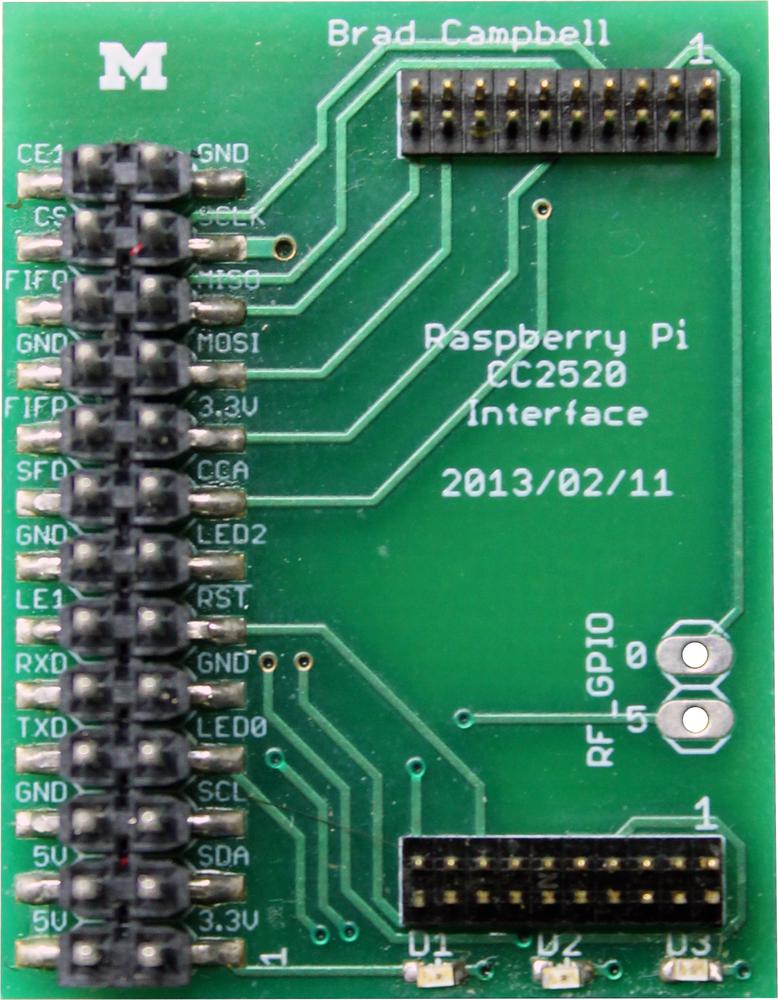 Brad Campbell
M
1
CE1 GND
CS SCLK
FIFO MISO
GND MOSI
FIFP 3.3V
SFD CCA
GND LED2
LE1 RST
RXD GND
TXD LED0
GND SCL
5V SDA
5V 3.3V
Raspberry Pi
CC2520
Interface
2013/02/11
RF_GPIO
0
5
1
1
D1 D2 D3